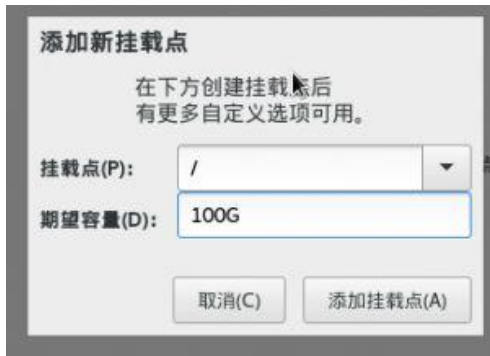 添加新挂载点
在下方创建挂载点后
有更多自定义选项可用。
挂载点(P): /
期望容量(D): 100G
取消(C) 添加挂载点(A)